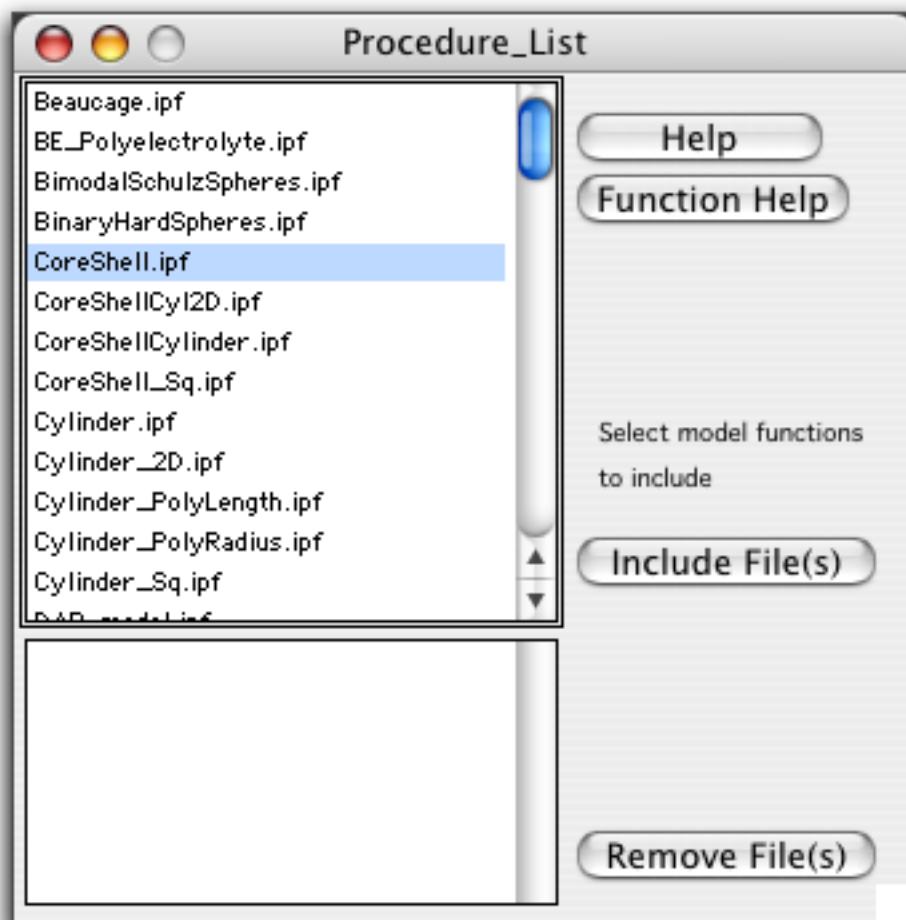 Procedure_List
Beaucage.ipf
BE_Polyelectrolyte.ipf
BimodalSchulzSpheres.ipf
BinaryHardSpheres.ipf
CoreShell.ipf
CoreShellCyl2D.ipf
CoreShellCylinder.ipf
CoreShell_Sq.ipf
Cylinder.ipf
Cylinder_2D.ipf
Cylinder_PolyLength.ipf
Cylinder_PolyRadius.ipf
Cylinder_Sq.ipf
Help
Function Help
Select model functions
to include
Include File(s)
Remove File(s)